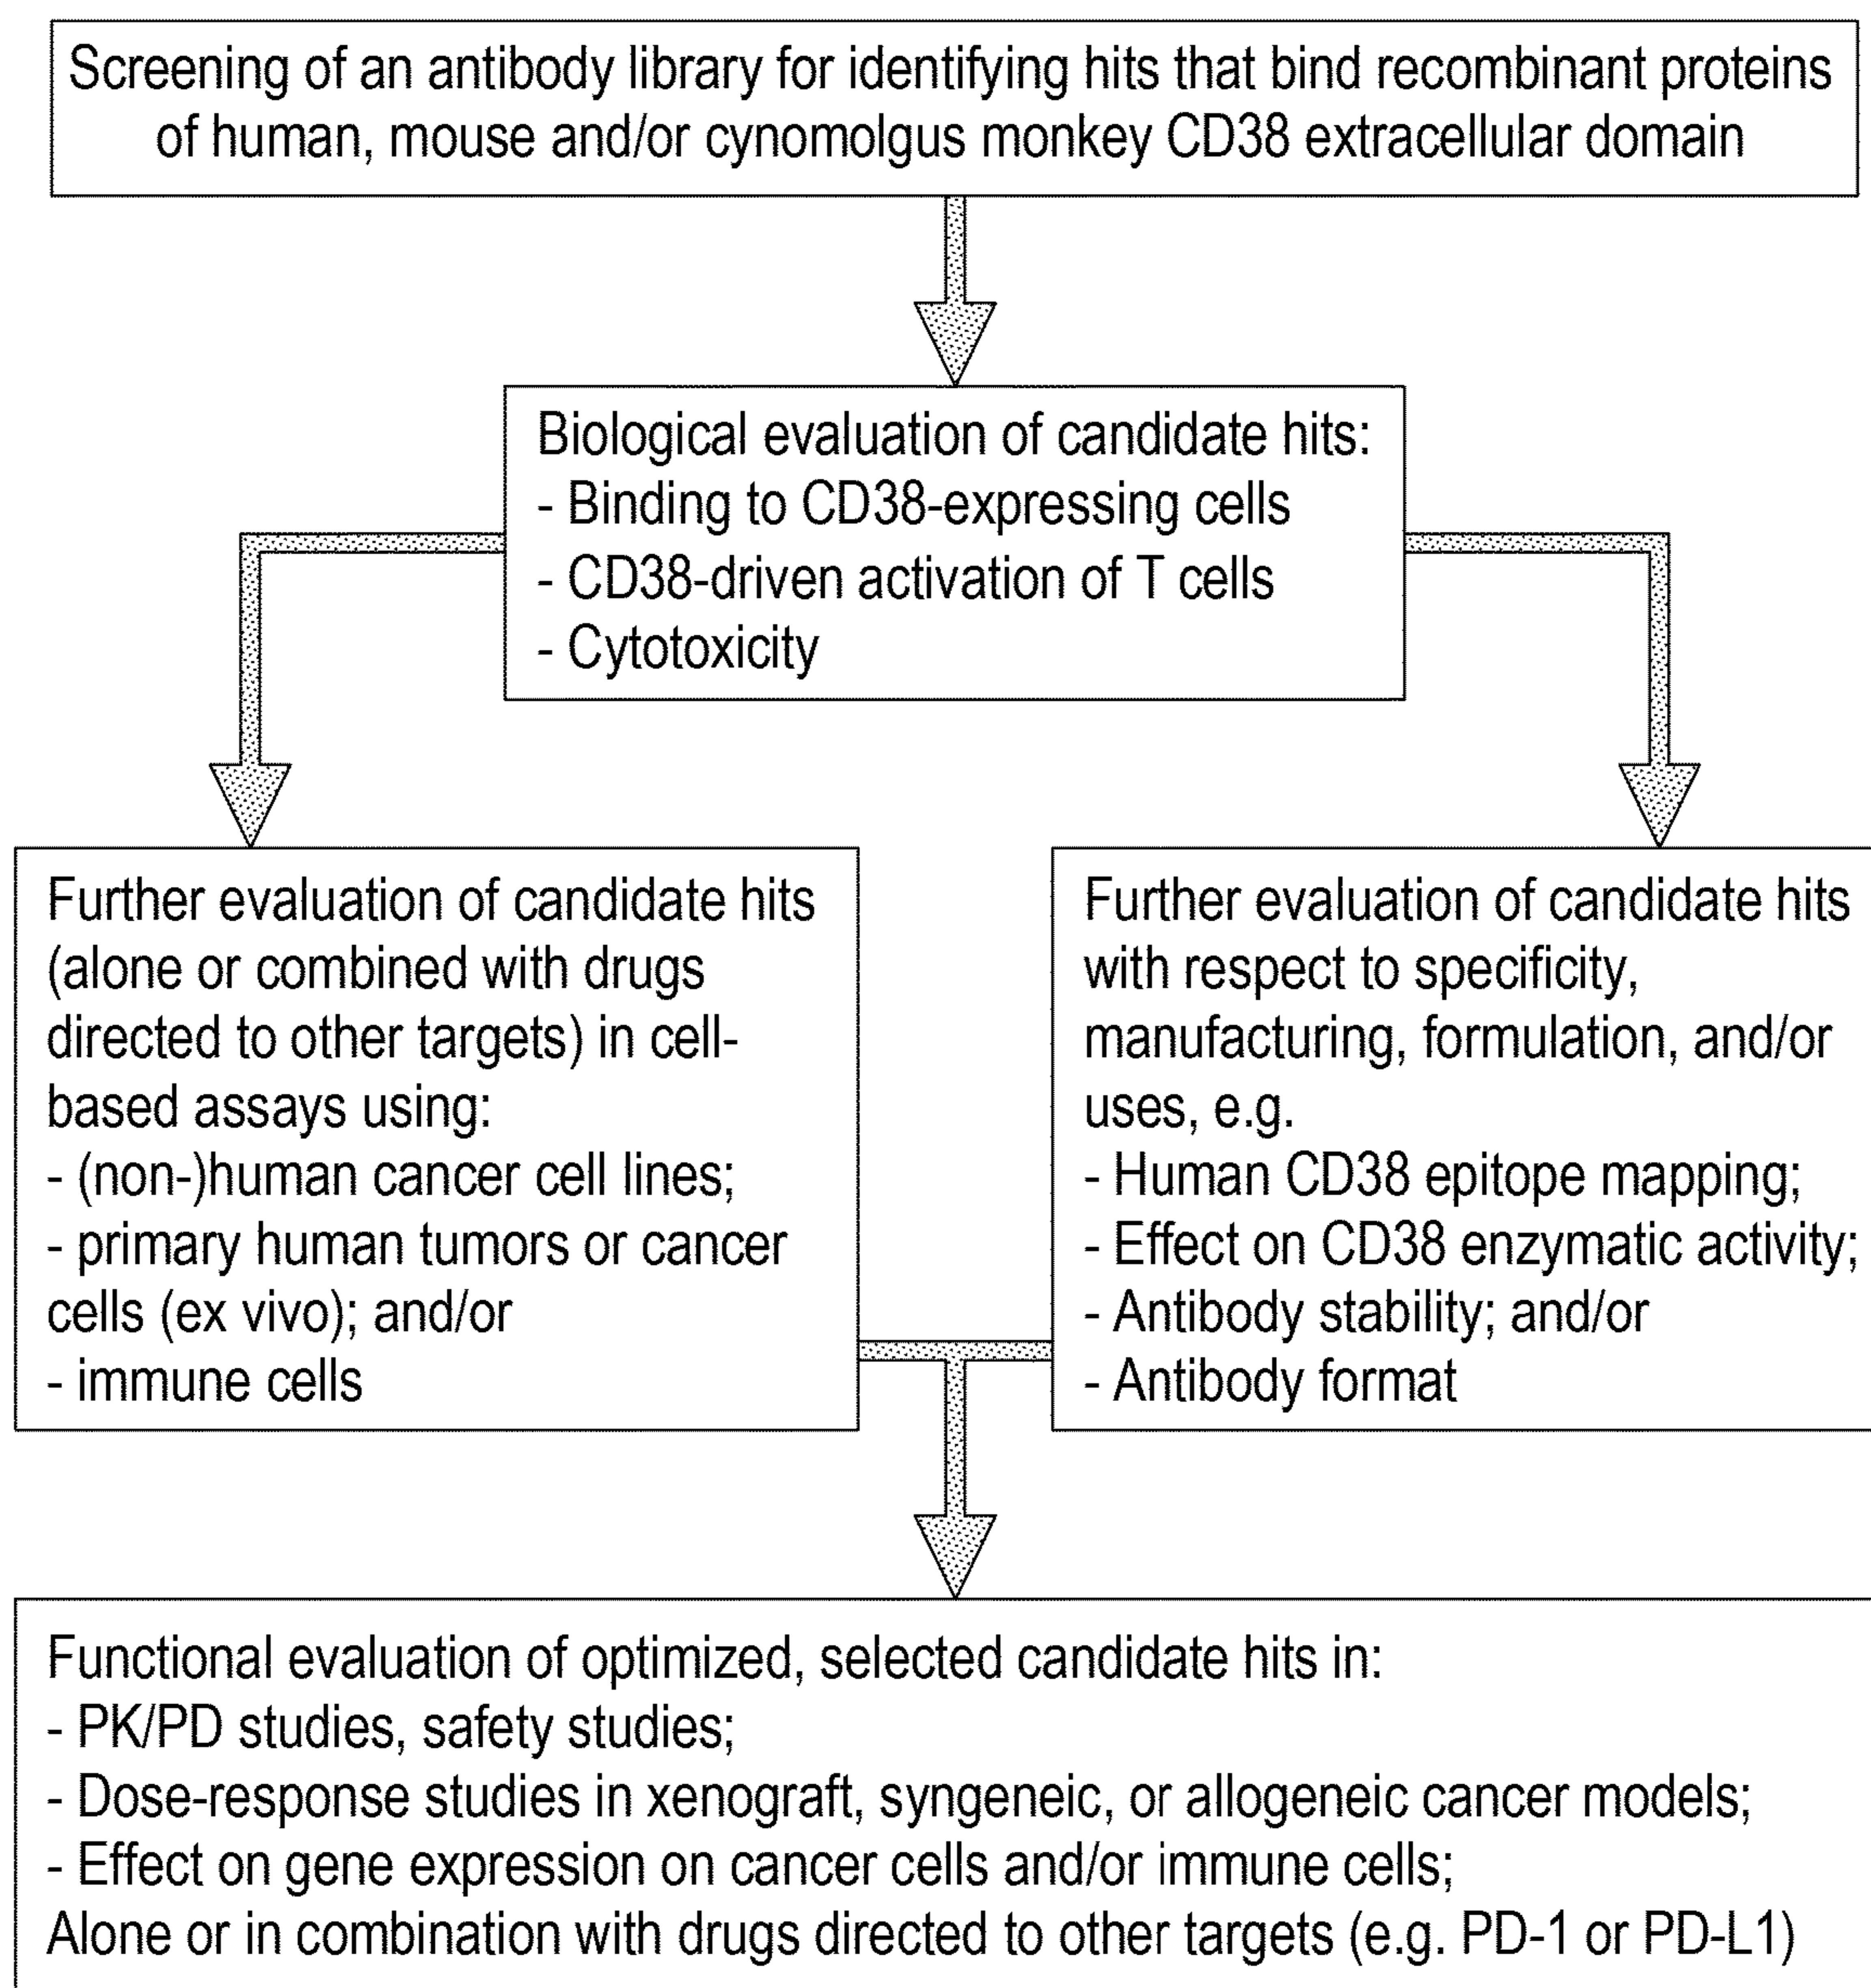 Screening of an antibody library for identifying hits that bind recombinant proteins
of human, mouse and/or cynomolgus monkey CD38 extracellular domain
Biological evaluation of candidate hits:
- Binding to CD38-expressing cells
- CD38-driven activation of T cells
- Cytotoxicity
Further evaluation of candidate hits
(alone or combined with drugs
directed to other targets) in cell-
based assays using:
- (non-)human cancer cell lines;
- primary human tumors or cancer
cells (ex vivo); and/or
- immune cells
Further evaluation of candidate hits
with respect to specificity,
manufacturing, formulation, and/or
uses, e.g.
- Human CD38 epitope mapping;
- Effect on CD38 enzymatic activity;
- Antibody stability; and/or
- Antibody format
Functional evaluation of optimized, selected candidate hits in:
- PK/PD studies, safety studies;
- Dose-response studies in xenograft, syngeneic, or allogeneic cancer models;
- Effect on gene expression on cancer cells and/or immune cells;
Alone or in combination with drugs directed to other targets (e.g. PD-1 or PD-L1)